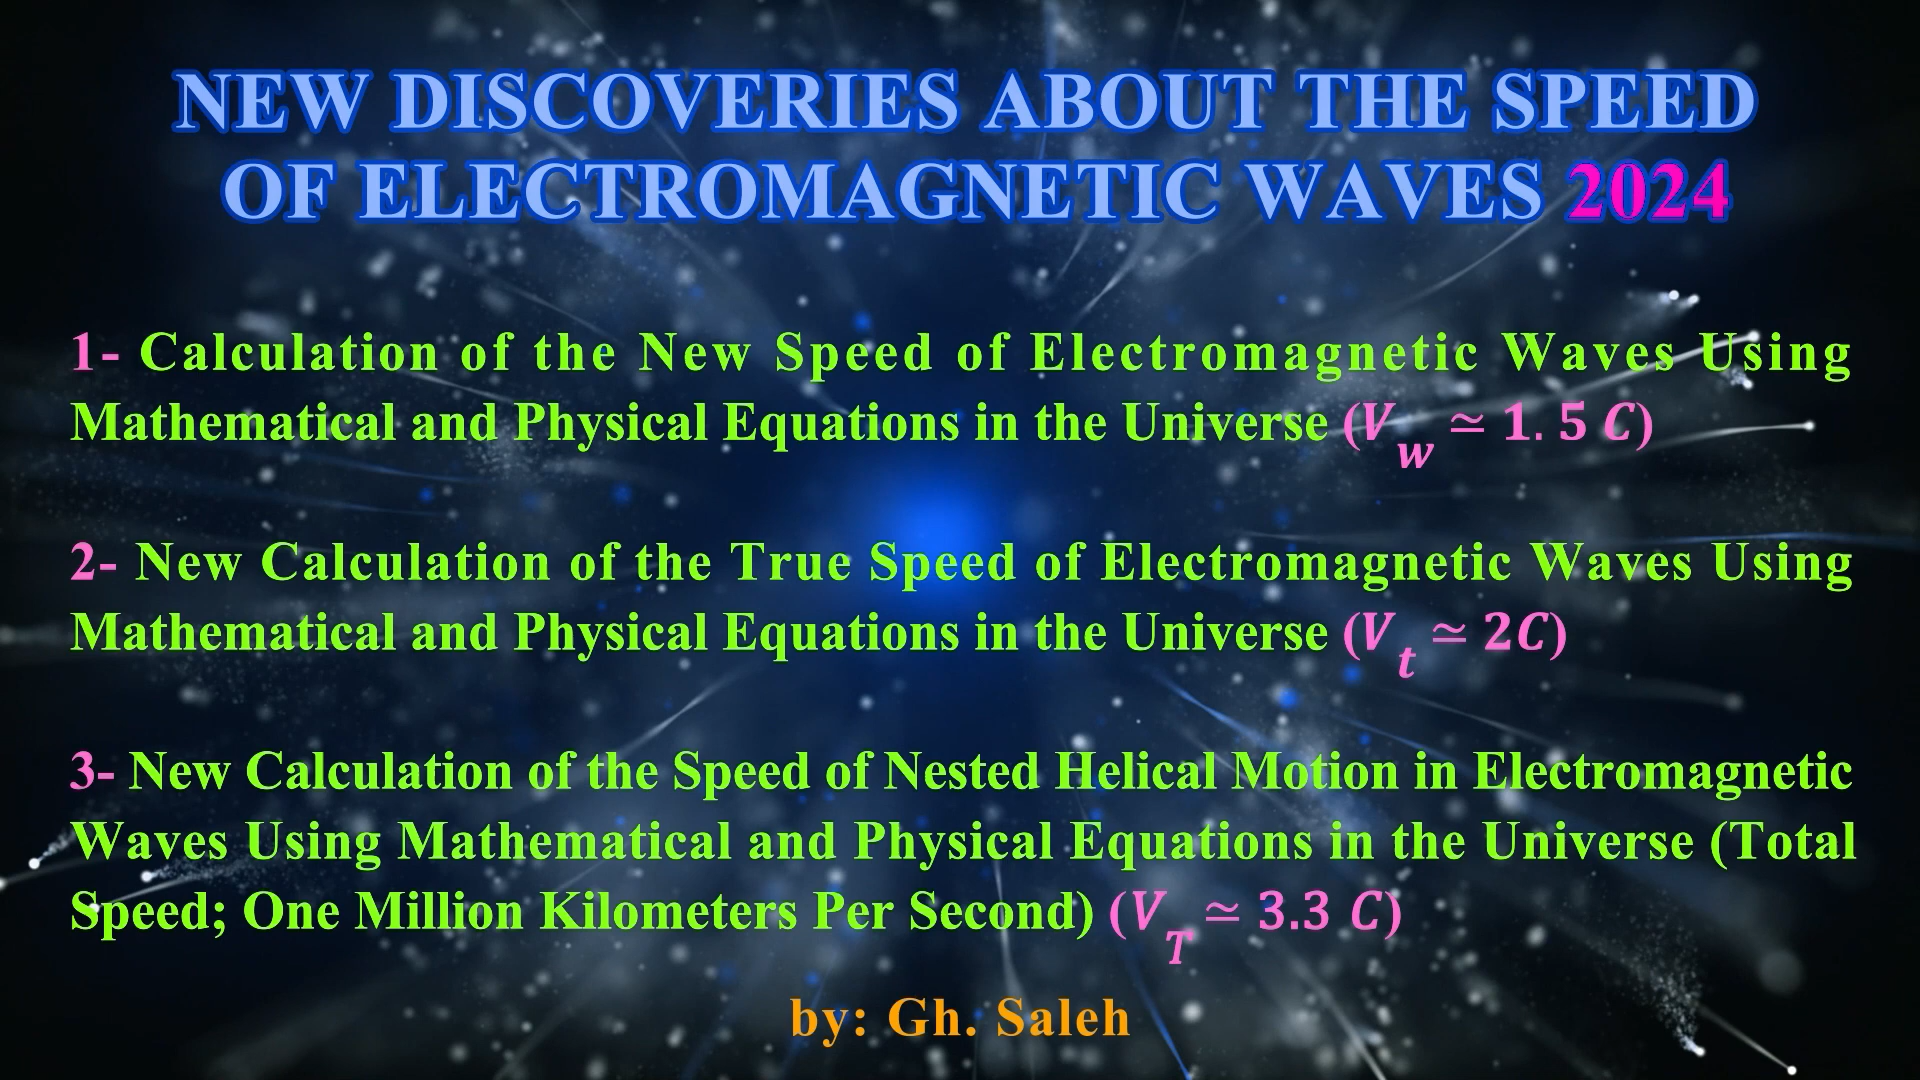 NEW DISCOVERIES ABOUT THE SPEED
OF ELECTROMAGNETIC WAVES 2024
1- Calculation of the New Speed of Electromagnetic Waves Using
Mathematical and Physical Equations in the Universe (V_w ≃ 1. 5 C)
2- New Calculation of the True Speed of Electromagnetic Waves Using
Mathematical and Physical Equations in the Universe (V_t ≃ 2C)
3- New Calculation of the Speed of Nested Helical Motion in Electromagnetic
Waves Using Mathematical and Physical Equations in the Universe (Total
Speed; One Million Kilometers Per Second) (V_T ≃ 3.3 C)
by: Gh. Saleh